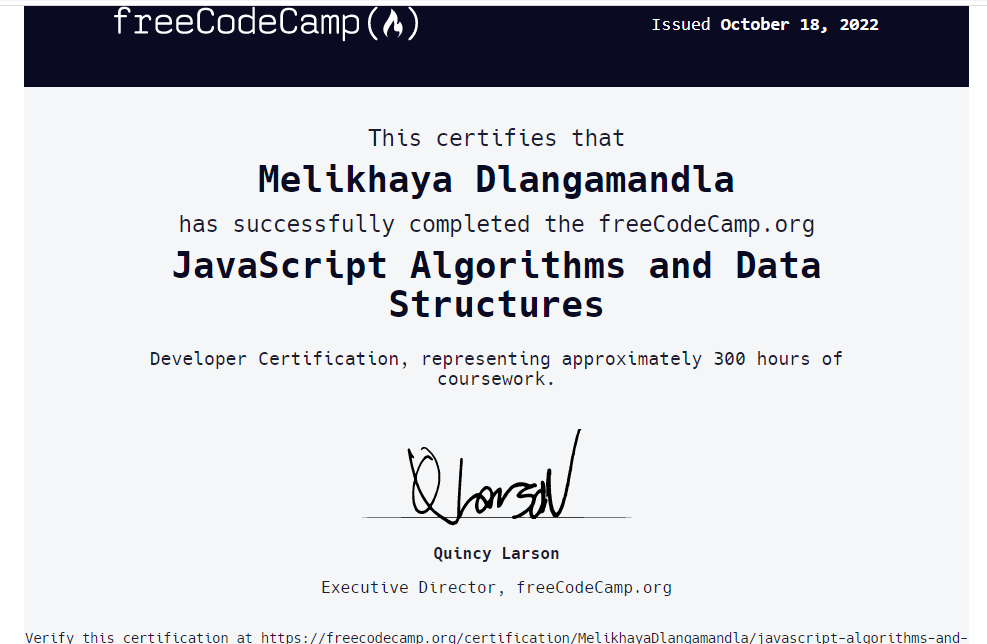 freeCodeCamp
Issued October 18, 2022
This certifies that
Melikhaya Dlangamandla
has successfully completed the freeCodeCamp.org
JavaScript Algorithms and Data
Structures
Developer Certification, representing approximately 300 hours of
coursework.
Q Larson
Quincy Larson
Executive Director, freeCodeCamp.org
Verify this certification at https://freecodecamp.org/certification/MelikhayaDlangamandla/javascript-algorithms-and-